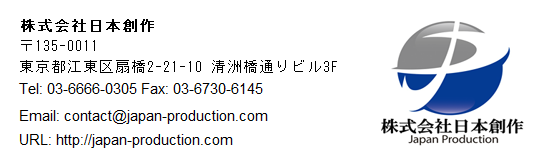 株式会社日本創作
〒135-0011
東京都江東区扇橋2-21-10 清洲橋通りビル3F
Tel: 03-6666-0305 Fax: 03-6730-6145
Email: contact@japan-production.com
URL: http://japan-production.com
株式会社日本創作
Japan Production